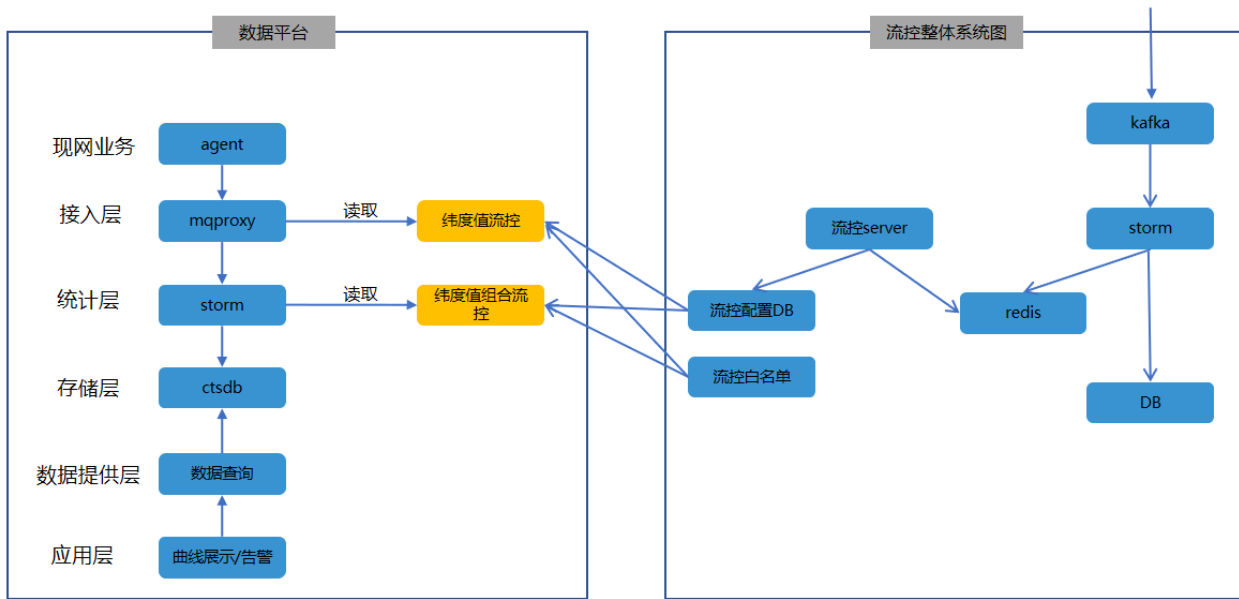 数据平台
现网业务
agent
接入层
mqproxy
读取
纬度值流控
统计层
storm
读取
纬度值组合流
控
存储层
ctsdb
数据提供层
数据查询
应用层
曲线展示/告警
流控整体系统图
kafka
流控server
storm
流控配置DB
redis
流控白名单
DB